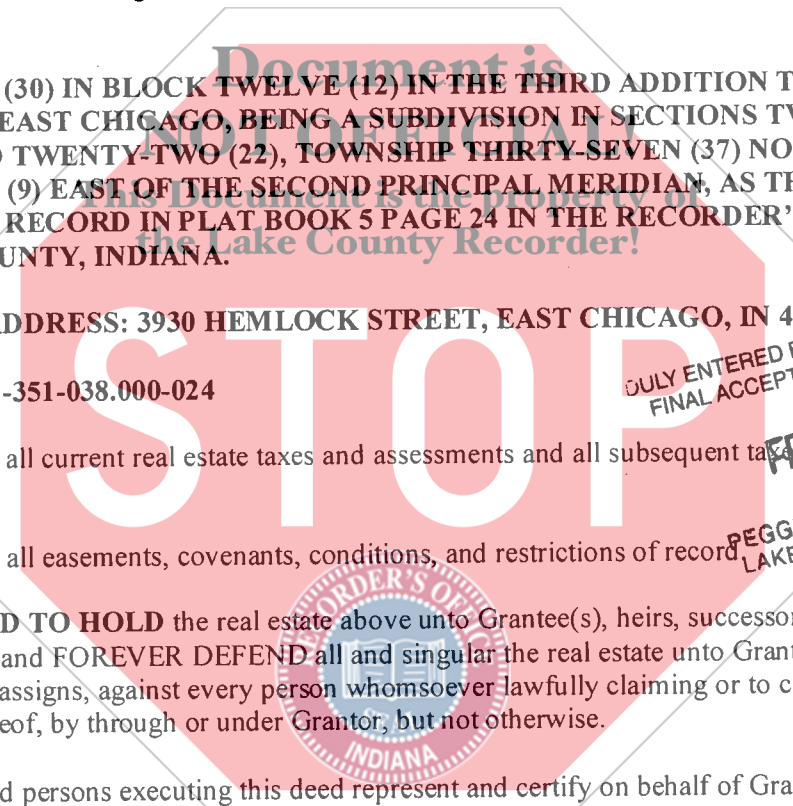 Document is
(30) IN BLOCK TWELVE (12) IN THE THIRD ADDITION T
NOT OFFICIAL!
EAST CHICAGO, BEING A SUBDIVISION IN SECTIONS TV
TWENTY-TWO (22), TOWNSHIP THIRTY-SEVEN (37) NO
(9) EAST OF THE SECOND PRINCIPAL MERIDIAN, AS TH
This Document is the property of
RECORD IN PLAT BOOK 5 PAGE 24 IN THE RECORDER'
the Lake County Recorder!
UNTY, INDIANA.
ADDRESS: 3930 HEMLOCK STREET, EAST CHICAGO, IN 4
STOP
DULY ENTERED
FINAL ACCEPT
-351-038.000-024
all current real estate taxes and assessments and all subsequent taxe
all easements, covenants, conditions, and restrictions of record
PEGG
LAKE
RECORDER'S OFFICE
D TO HOLD the real estate above unto Grantee(s), heirs, successo
and FOREVER DEFEND all and singular the real estate unto Grant
assigns, against every person whomsoever lawfully claiming or to c
eof, by through or under Grantor, but not otherwise.
SEAL
INDIANA
d persons executing this deed represent and certify on behalf of Gra